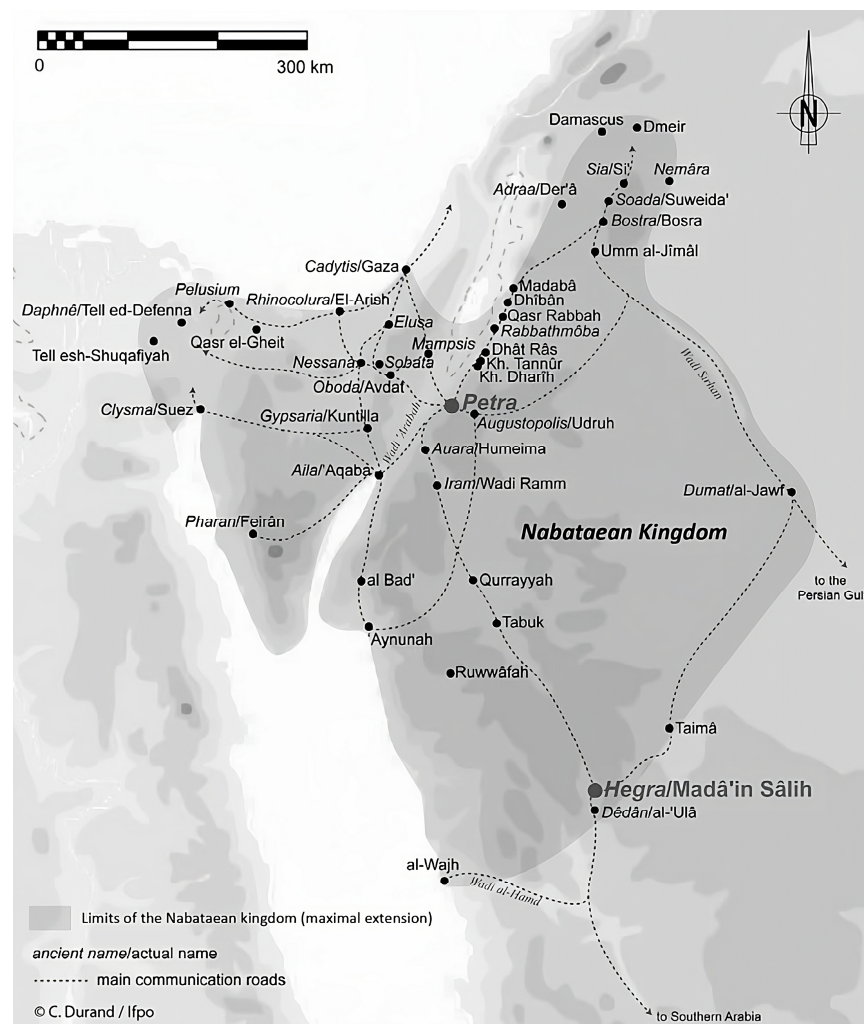 0
300 km
N
Damascus
Dmeir
Sia/Si'
Nemâra
Adraa/Der'â
Soada/Suweida'
Bostra/Bosra
Umm al-Jîmâl
Cadytis/Gaza
Pelusium
Rhinocolura/El-Arish
Madabâ
Dhîbân
Daphnê/Tell ed-Defenna
Qasr Rabbah
Elusa
Rabbathmôba
Qasr el-Gheit
Mampsis
Tell esh-Shuqafiyah
Dhât Râs
Nessana
Sobata
Kh. Tannûr
Kh. Dharîh
Oboda/Avdat
Wadi Sarhan
Petra
Clysma/Suez
Gypsaria/Kuntilla
Wadi 'Arabah
Augustopolis/Udruh
Auara/Humeima
Aila/'Aqaba
Iram/Wadi Ramm
Dumat/al-Jawf
Pharan/Feirân
Nabataean Kingdom
al Bad'
Qurrayyah
to the
Persian Gulf
Tabuk
Aynunah
Ruwwâfah
Taimâ
Hegra/Madâ'in Sâlih
Dêdân/al-'Ulâ
al-Wajh
Wadi al-Hamd
Limits of the Nabataean kingdom (maximal extension)
ancient name/actual name
main communication roads
© C. Durand / Ifpo
to Southern Arabia